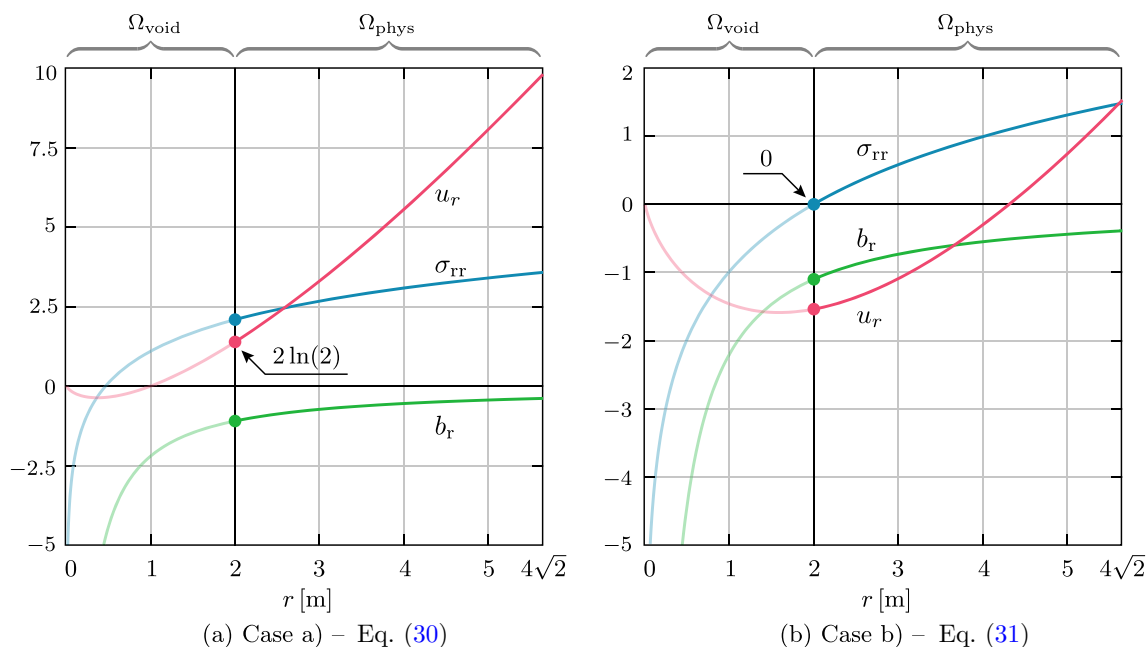 Ω_void Ω_phys
10
7.5
5
2.5
0
−2.5
−5
u_r
σ_rr
2 ln(2)
b_r
0 1 2 3 4 5 4√2
r [m]
(a) Case a) – Eq. (30)
Ω_void Ω_phys
2
1
0
−1
−2
−3
−4
−5
0
σ_rr
b_r
u_r
0 1 2 3 4 5 4√2
r [m]
(b) Case b) – Eq. (31)